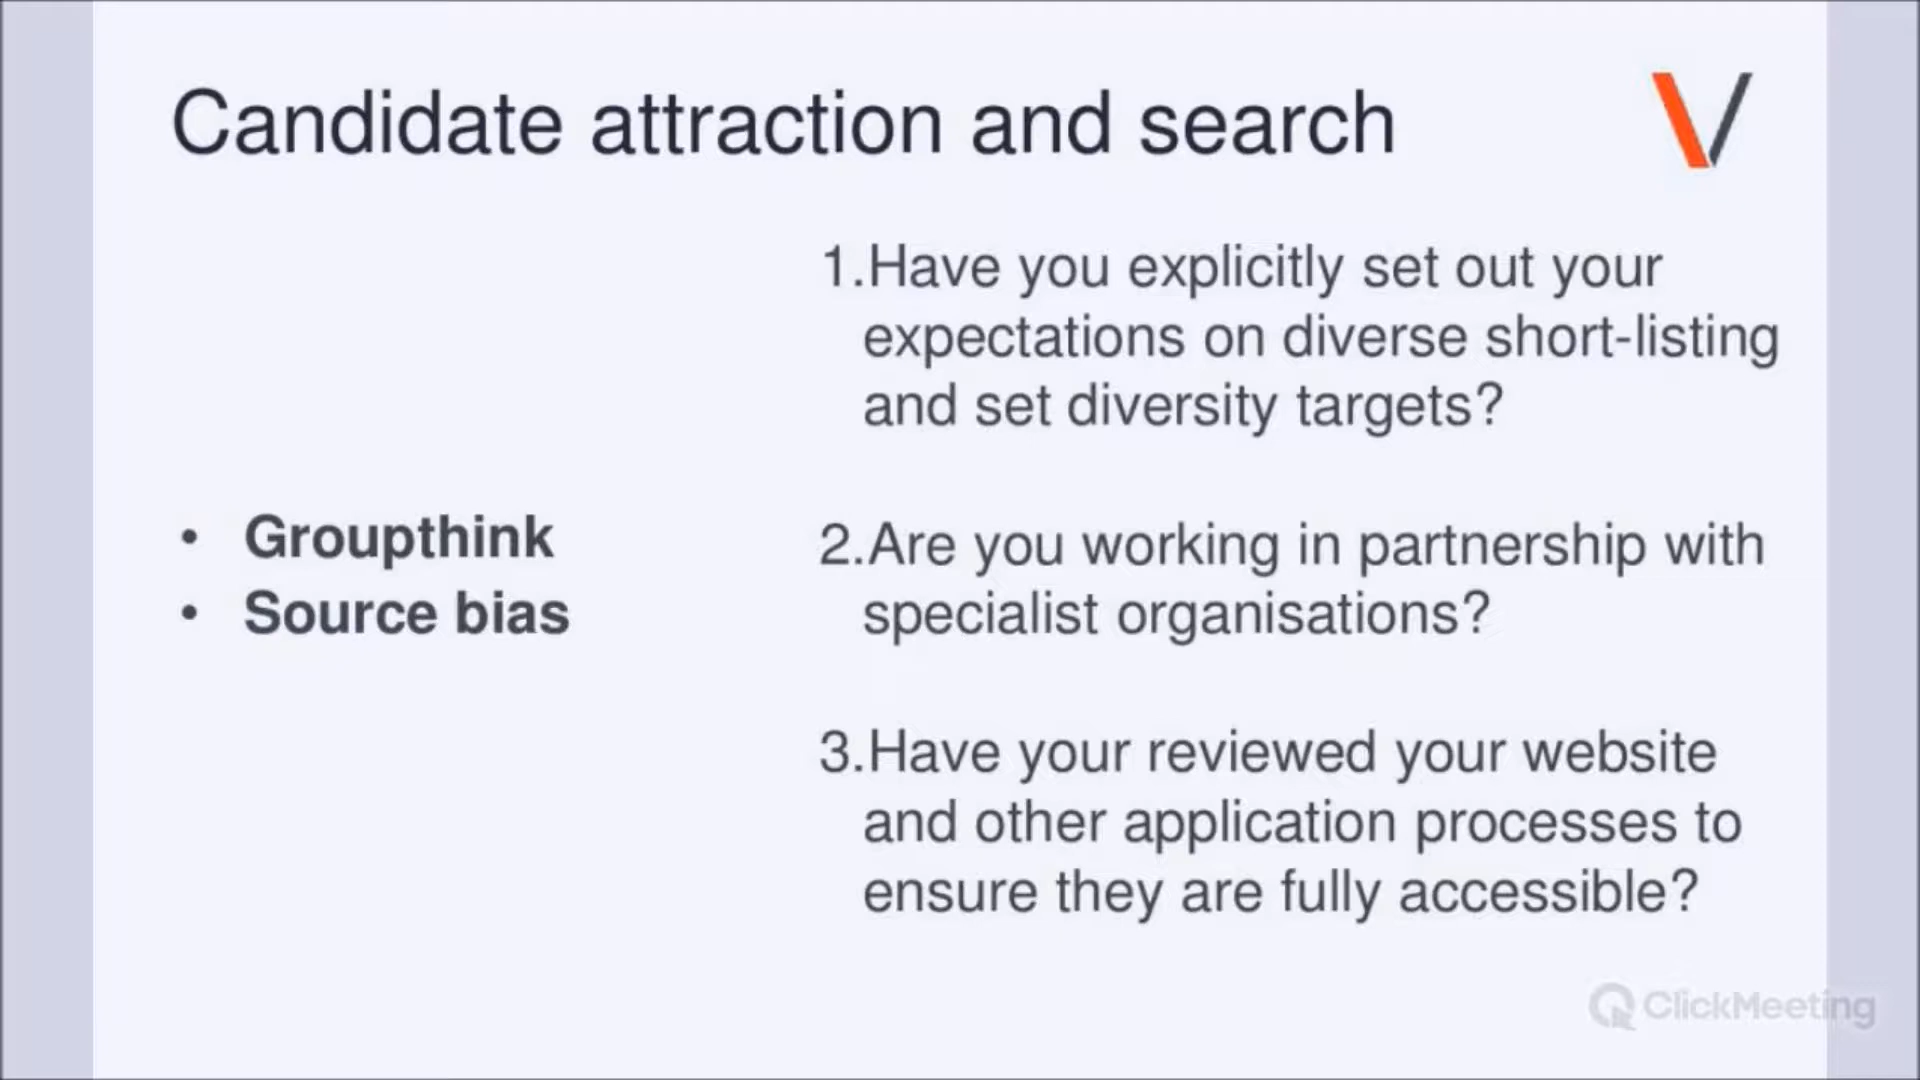 Candidate attraction and search
• Groupthink
• Source bias
1.Have you explicitly set out your
expectations on diverse short-listing
and set diversity targets?
2.Are you working in partnership with
specialist organisations?
3.Have your reviewed your website
and other application processes to
ensure they are fully accessible?
ClickMeeting